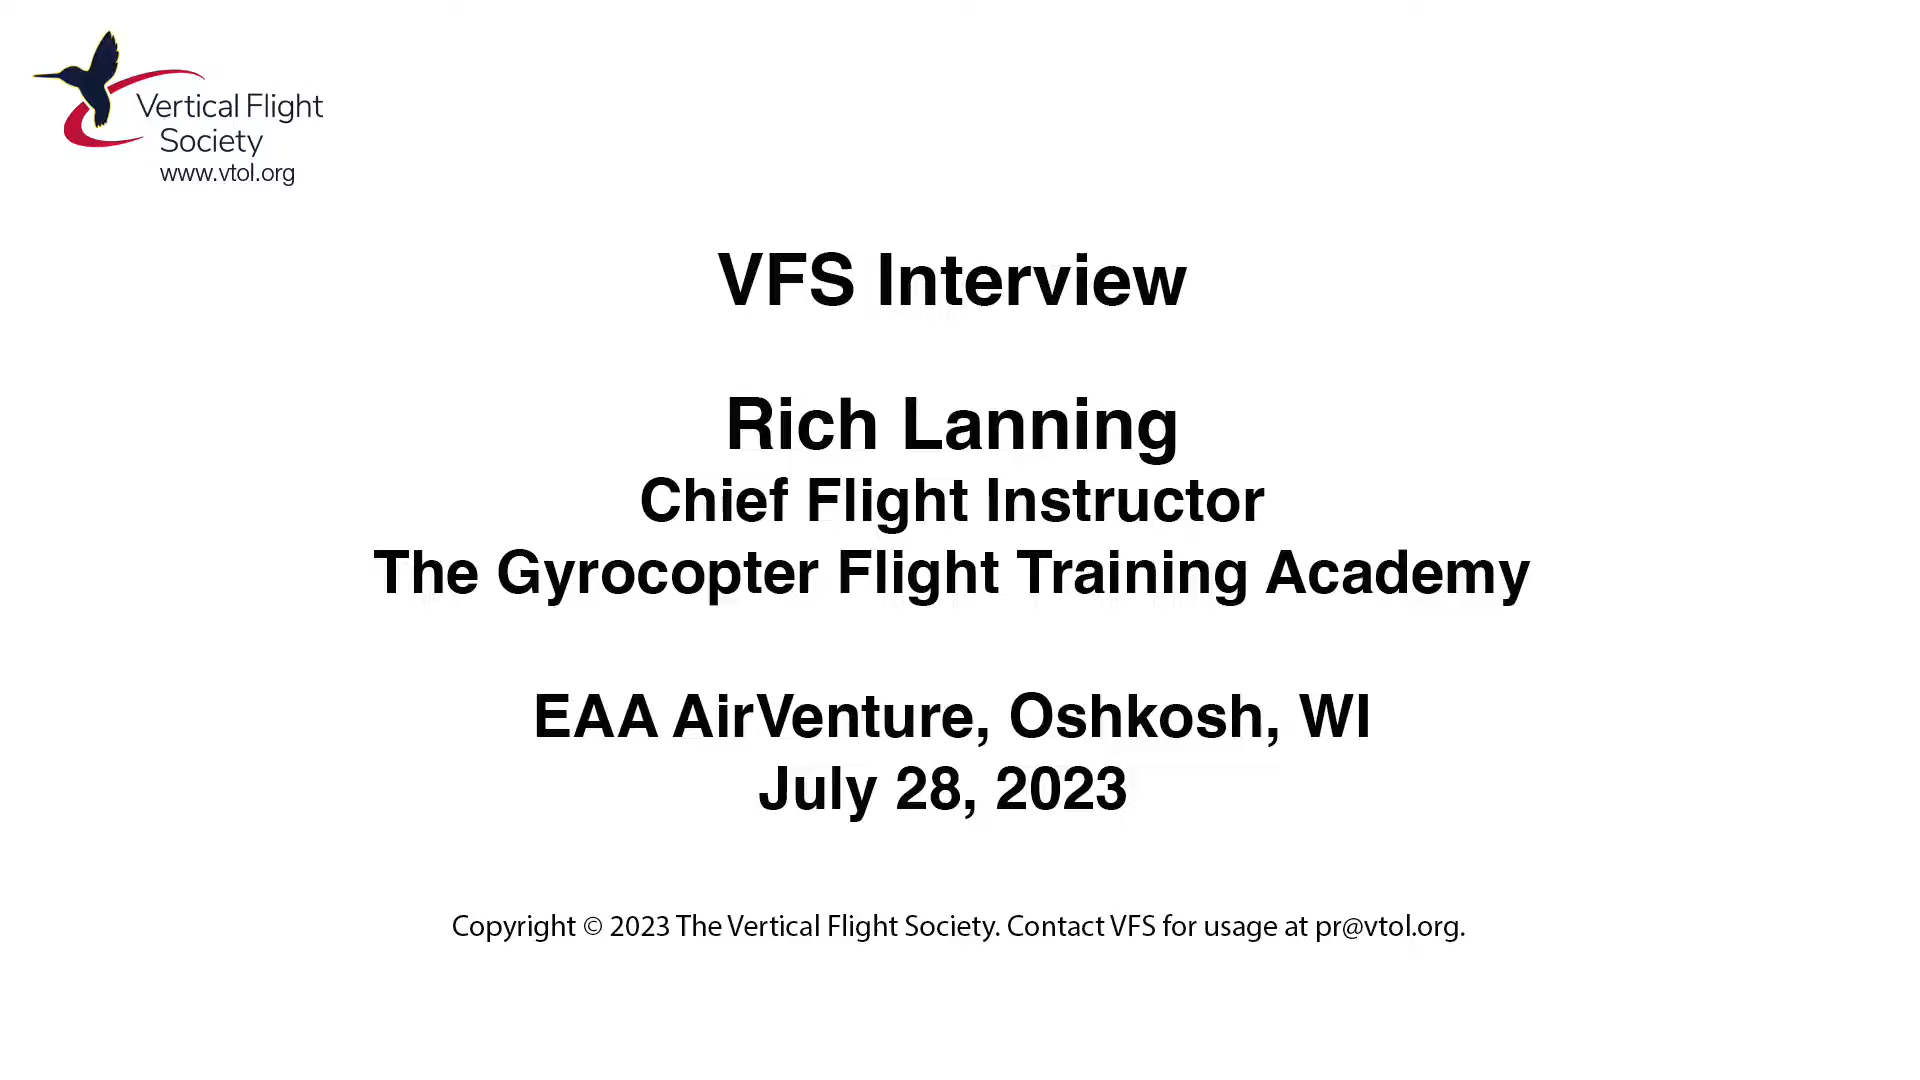 Vertical Flight
Society
www.vtol.org
VFS Interview
Rich Lanning
Chief Flight Instructor
The Gyrocopter Flight Training Academy
EAA AirVenture, Oshkosh, WI
July 28, 2023
Copyright © 2023 The Vertical Flight Society. Contact VFS for usage at pr@vtol.org.